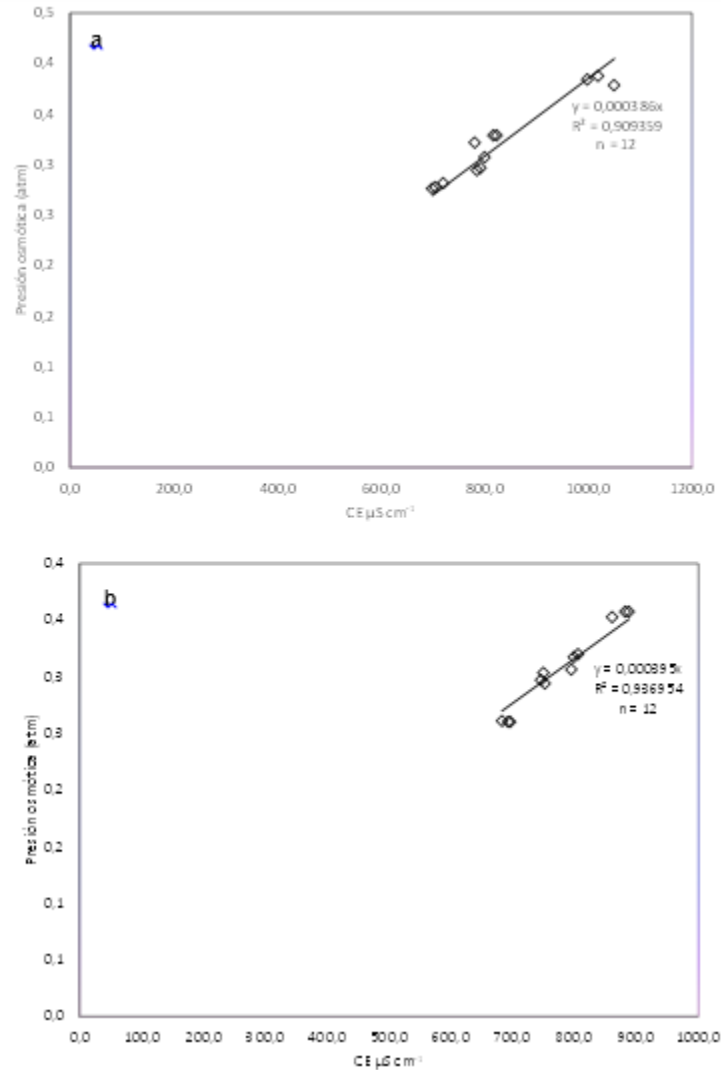 a
0,5
0,4
0,4
0,3
0,3
0,2
0,2
0,1
0,1
0,0
Presión osmótica (atm)
y = 0,000386x
R² = 0,909359
n = 12
0,0 200,0 400,0 600,0 800,0 1000,0 1200,0
CE µS cm⁻¹
b
0,4
0,4
0,3
0,3
0,2
0,2
0,1
0,1
0,0
Presión osmótica (atm)
y = 0,000395x
R² = 0,936954
n = 12
0,0 100,0 200,0 300,0 400,0 500,0 600,0 700,0 800,0 900,0 1000,0
CE µS cm⁻¹